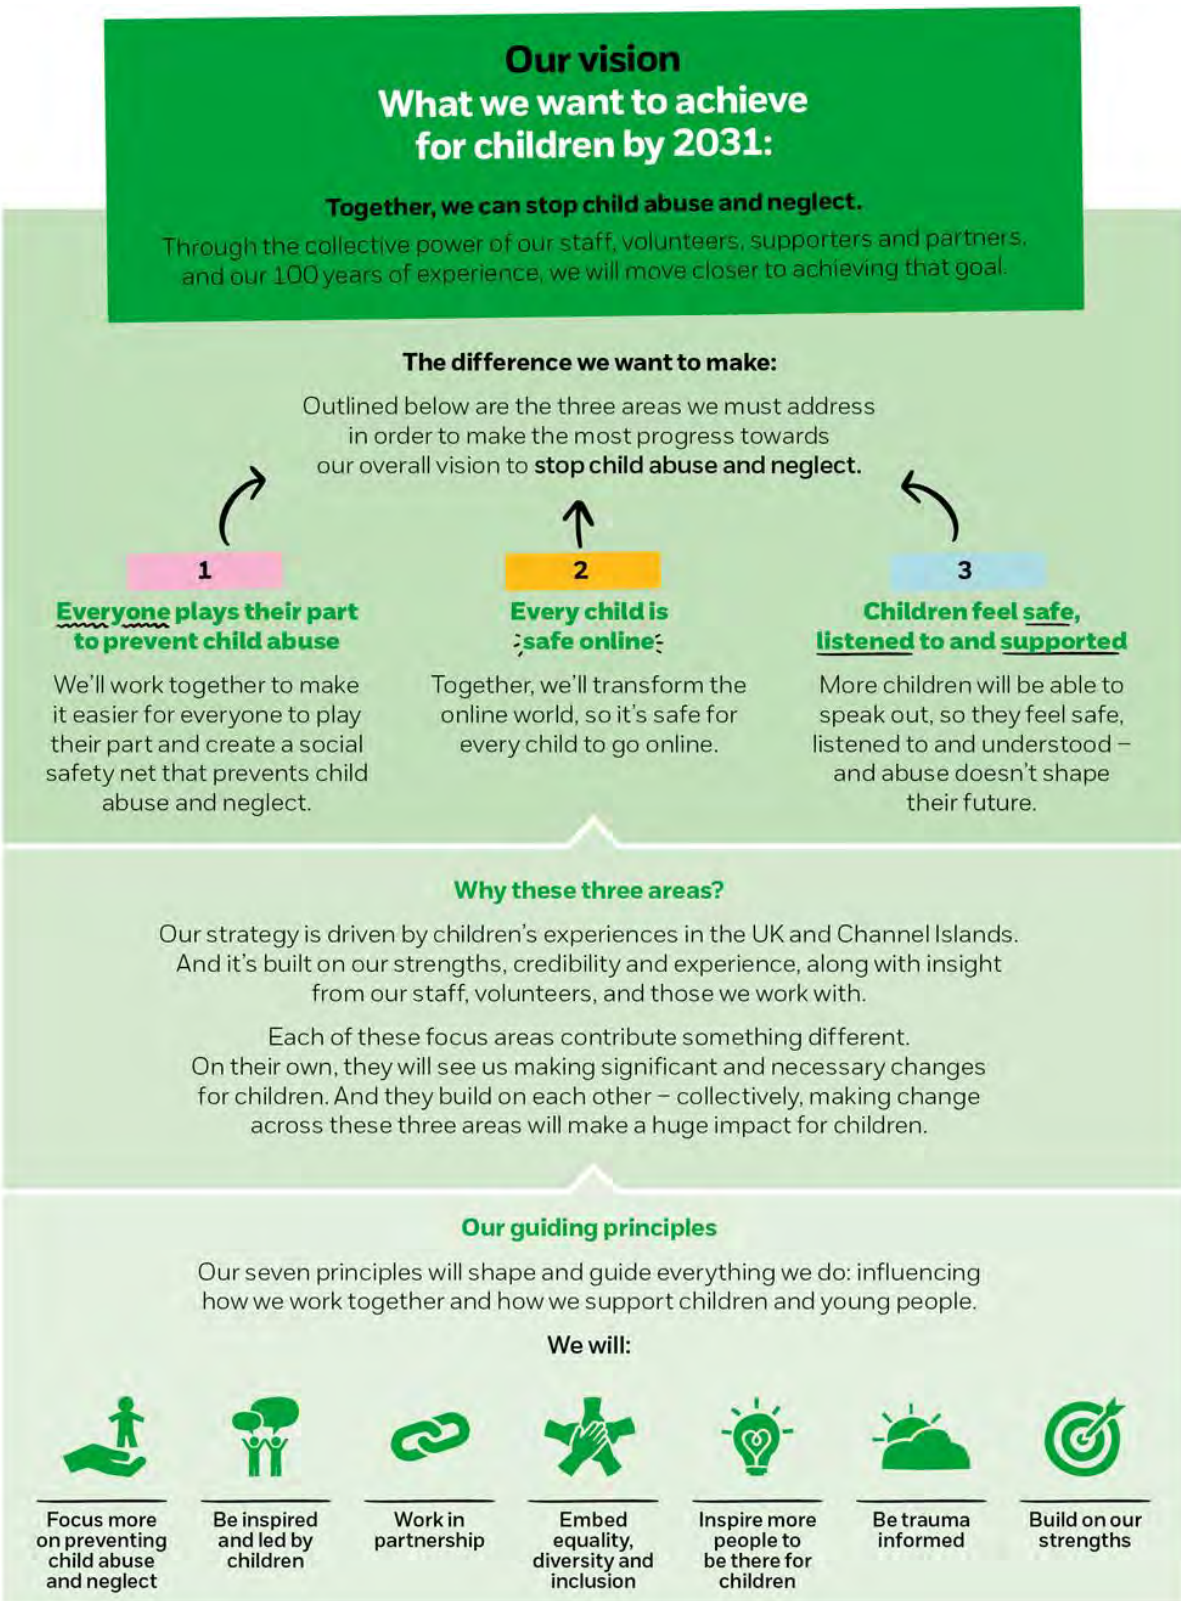 Our vision
What we want to achieve
for children by 2031:
Together, we can stop child abuse and neglect.
Through the collective power of our staff, volunteers, supporters and partners,
and our 100 years of experience, we will move closer to achieving that goal.
The difference we want to make:
Outlined below are the three areas we must address
in order to make the most progress towards
our overall vision to stop child abuse and neglect.
1
Everyone plays their part
to prevent child abuse
We'll work together to make
it easier for everyone to play
their part and create a social
safety net that prevents child
abuse and neglect.
2
Every child is
safe online
Together, we'll transform the
online world, so it's safe for
every child to go online.
3
Children feel safe,
listened to and supported
More children will be able to
speak out, so they feel safe,
listened to and understood –
and abuse doesn't shape
their future.
Why these three areas?
Our strategy is driven by children's experiences in the UK and Channel Islands.
And it's built on our strengths, credibility and experience, along with insight
from our staff, volunteers, and those we work with.
Each of these focus areas contribute something different.
On their own, they will see us making significant and necessary changes
for children. And they build on each other – collectively, making change
across these three areas will make a huge impact for children.
Our guiding principles
Our seven principles will shape and guide everything we do: influencing
how we work together and how we support children and young people.
We will:
Focus more
on preventing
child abuse
and neglect
Be inspired
and led by
children
Work in
partnership
Embed
equality,
diversity and
inclusion
Inspire more
people to
be there for
children
Be trauma
informed
Build on our
strengths